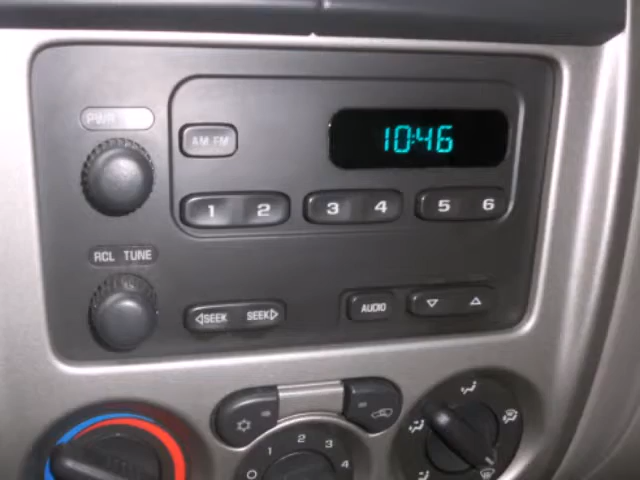 PWR
AM FM
10:46
1 2 3 4 5 6
RCL TUNE
SEEK SEEK
AUDIO
1 2 3
0 4